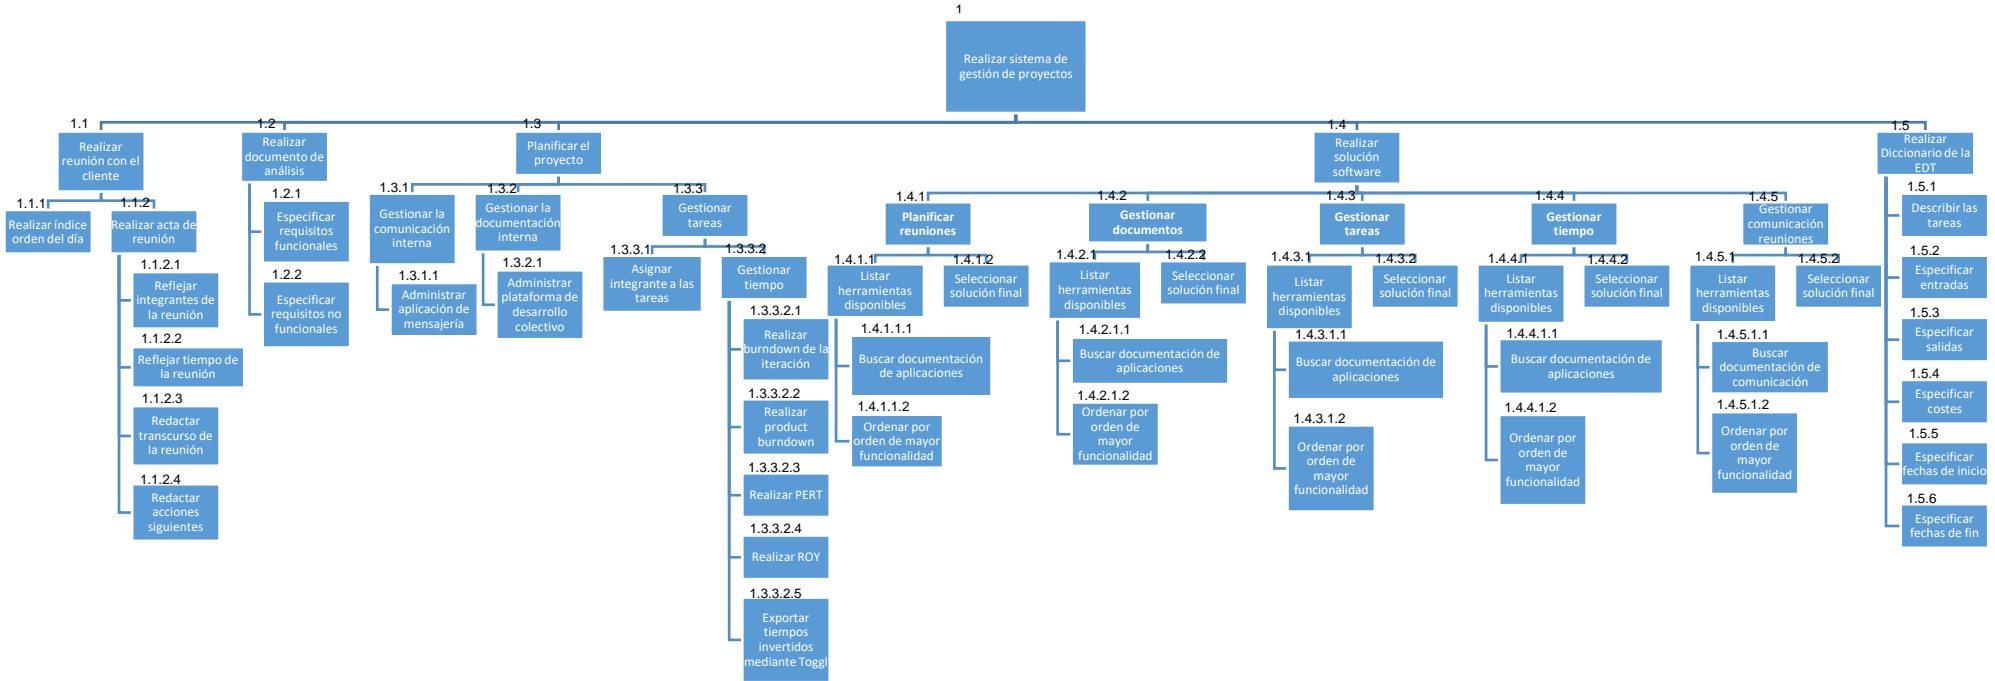 1
Realizar sistema de
gestión de proyectos
1.1
Realizar
reunión con el
cliente
1.1.1
Realizar índice
orden del día
1.1.2
Realizar acta de
reunión
1.1.2.1
Reflejar
integrantes de
la reunión
1.1.2.2
Reflejar tiempo de
la reunión
1.1.2.3
Redactar
transcurso de
la reunión
1.1.2.4
Redactar
acciones
siguientes
1.2
Realizar
documento de
análisis
1.2.1
Especificar
requisitos
funcionales
1.2.2
Especificar
requisitos no
funcionales
1.3
Planificar el
proyecto
1.3.1
Gestionar la
comunicación
interna
1.3.1.1
Administrar
aplicación de
mensajería
1.3.2
Gestionar la
documentación
interna
1.3.2.1
Administrar
plataforma de
desarrollo
colectivo
1.3.3
Gestionar
tareas
1.3.3.1
Asignar
integrante a las
tareas
1.3.3.2
Gestionar
tiempo
1.3.3.2.1
Realizar
burndown de la
iteración
1.3.3.2.2
Realizar
product
burndown
1.3.3.2.3
Realizar PERT
1.3.3.2.4
Realizar ROY
1.3.3.2.5
Exportar
tiempos
invertidos
mediante Toggl
1.4
Realizar
solución
software
1.4.1
Planificar
reuniones
1.4.1.1
Listar
herramientas
disponibles
1.4.1.1.1
Buscar documentación
de aplicaciones
1.4.1.1.2
Ordenar por
orden de mayor
funcionalidad
1.4.1.2
Seleccionar
solución final
1.4.2
Gestionar
documentos
1.4.2.1
Listar
herramientas
disponibles
1.4.2.1.1
Buscar documentación de
aplicaciones
1.4.2.1.2
Ordenar por
orden de
mayor
funcionalidad
1.4.2.2
Seleccionar
solución final
1.4.3
Gestionar
tareas
1.4.3.1
Listar
herramientas
disponibles
1.4.3.1.1
Buscar documentación de
aplicaciones
1.4.3.1.2
Ordenar por
orden de
mayor
funcionalidad
1.4.3.2
Seleccionar
solución final
1.4.4
Gestionar
tiempo
1.4.4.1
Listar
herramientas
disponibles
1.4.4.1.1
Buscar documentación de
aplicaciones
1.4.4.1.2
Ordenar por
orden de
mayor
funcionalidad
1.4.4.2
Seleccionar
solución final
1.4.5
Gestionar
comunicación
reuniones
1.4.5.1
Listar
herramientas
disponibles
1.4.5.1.1
Buscar
documentación de
comunicación
1.4.5.1.2
Ordenar por
orden de
mayor
funcionalidad
1.4.5.2
Seleccionar
solución final
1.5
Realizar
Diccionario de la
EDT
1.5.1
Describir las
tareas
1.5.2
Especificar
entradas
1.5.3
Especificar
salidas
1.5.4
Especificar
costes
1.5.5
Especificar
fechas de inicio
1.5.6
Especificar
fechas de fin